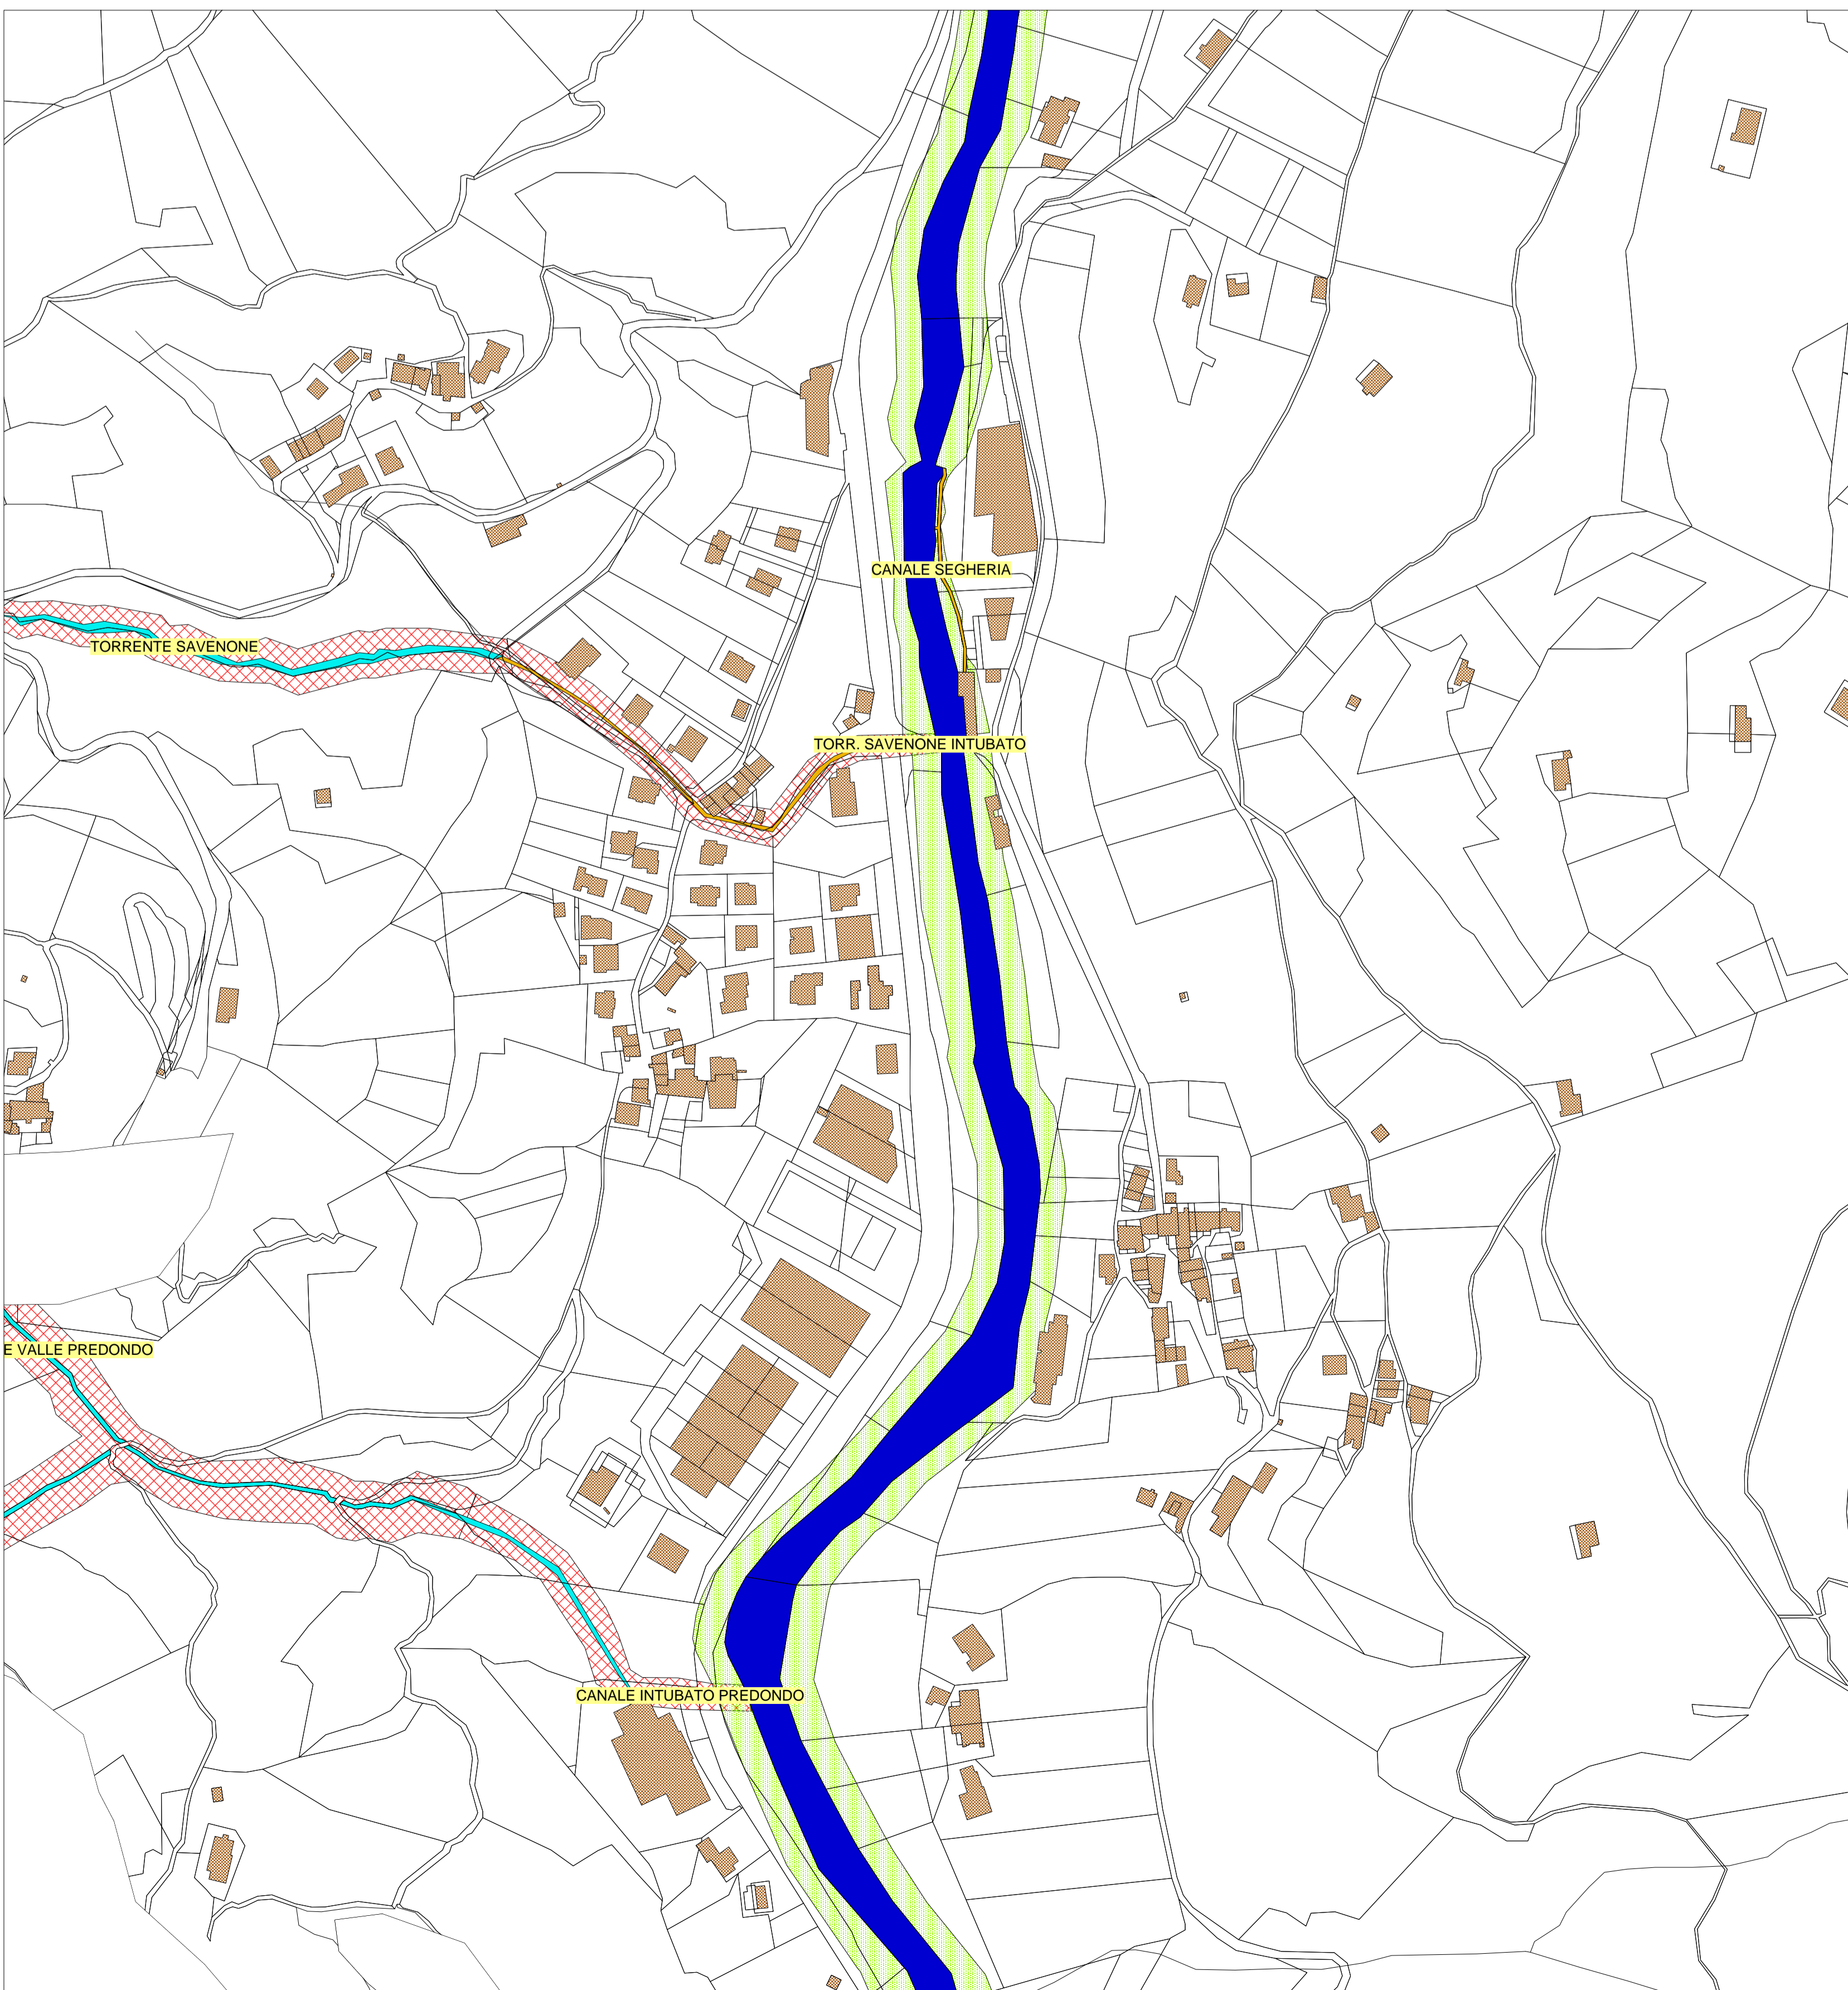 CANALE SEGHERIA
TORRENTE SAVENONE
TORR. SAVENONE INTUBATO
E VALLE PREDONDO
CANALE INTUBATO PREDONDO